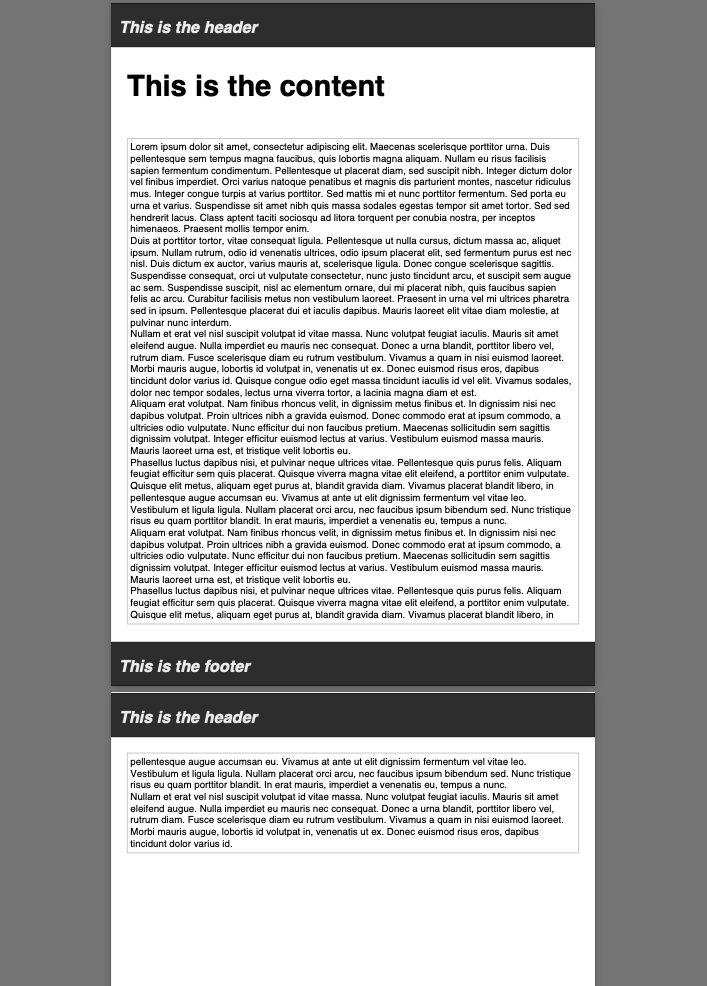 This is the header
This is the content
Lorem ipsum dolor sit amet, consectetur adipiscing elit. Maecenas scelerisque porttitor urna. Duis
pellentesque sem tempus magna faucibus, quis lobortis magna aliquam. Nullam eu risus facilisis
sapien fermentum condimentum. Pellentesque ut placerat diam, sed suscipit nibh. Integer dictum dolor
vel finibus imperdiet. Orci varius natoque penatibus et magnis dis parturient montes, nascetur ridiculus
mus. Integer congue turpis at varius porttitor. Sed mattis mi et nunc porttitor fermentum. Sed porta eu
urna et varius. Suspendisse sit amet nibh quis massa sodales egestas tempor sit amet tortor. Sed sed
hendrerit lacus. Class aptent taciti sociosqu ad litora torquent per conubia nostra, per inceptos
himenaeos. Praesent mollis tempor enim.
Duis at porttitor tortor, vitae consequat ligula. Pellentesque ut nulla cursus, dictum massa ac, aliquet
ipsum. Nullam rutrum, odio id venenatis ultrices, odio ipsum placerat elit, sed fermentum purus est nec
nisl. Duis dictum ex auctor, varius mauris at, scelerisque ligula. Donec congue scelerisque sagittis.
Suspendisse consequat, orci ut vulputate consectetur, nunc justo tincidunt arcu, et suscipit sem augue
ac sem. Suspendisse suscipit, nisl ac elementum ornare, dui mi placerat nibh, quis faucibus sapien
felis ac arcu. Curabitur facilisis metus non vestibulum laoreet. Praesent in urna vel mi ultrices pharetra
sed in ipsum. Pellentesque placerat dui et iaculis dapibus. Mauris laoreet elit vitae diam molestie, at
pulvinar nunc interdum.
Nullam et erat vel nisl suscipit volutpat id vitae massa. Nunc volutpat feugiat iaculis. Mauris sit amet
eleifend augue. Nulla imperdiet eu mauris nec consequat. Donec a urna blandit, porttitor libero vel,
rutrum diam. Fusce scelerisque diam eu rutrum vestibulum. Vivamus a quam in nisi euismod laoreet.
Morbi mauris augue, lobortis id volutpat in, venenatis ut ex. Donec euismod risus eros, dapibus
tincidunt dolor varius id. Quisque congue odio eget massa tincidunt iaculis id vel elit. Vivamus sodales,
dolor nec tempor sodales, lectus urna viverra tortor, a lacinia magna diam et est.
Aliquam erat volutpat. Nam finibus rhoncus velit, in dignissim metus finibus et. In dignissim nisi nec
dapibus volutpat. Proin ultrices nibh a gravida euismod. Donec commodo erat at ipsum commodo, a
ultricies odio vulputate. Nunc efficitur dui non faucibus pretium. Maecenas sollicitudin sem sagittis
dignissim volutpat. Integer efficitur euismod lectus at varius. Vestibulum euismod massa mauris.
Mauris laoreet urna est, et tristique velit lobortis eu.
Phasellus luctus dapibus nisi, et pulvinar neque ultrices vitae. Pellentesque quis purus felis. Aliquam
feugiat efficitur sem quis placerat. Quisque viverra magna vitae elit eleifend, a porttitor enim vulputate.
Quisque elit metus, aliquam eget purus at, blandit gravida diam. Vivamus placerat blandit libero, in
pellentesque augue accumsan eu. Vivamus at ante ut elit dignissim fermentum vel vitae leo.
Vestibulum et ligula ligula. Nullam placerat orci arcu, nec faucibus ipsum bibendum sed. Nunc tristique
risus eu quam porttitor blandit. In erat mauris, imperdiet a venenatis eu, tempus a nunc.
Aliquam erat volutpat. Nam finibus rhoncus velit, in dignissim metus finibus et. In dignissim nisi nec
dapibus volutpat. Proin ultrices nibh a gravida euismod. Donec commodo erat at ipsum commodo, a
ultricies odio vulputate. Nunc efficitur dui non faucibus pretium. Maecenas sollicitudin sem sagittis
dignissim volutpat. Integer efficitur euismod lectus at varius. Vestibulum euismod massa mauris.
Mauris laoreet urna est, et tristique velit lobortis eu.
Phasellus luctus dapibus nisi, et pulvinar neque ultrices vitae. Pellentesque quis purus felis. Aliquam
feugiat efficitur sem quis placerat. Quisque viverra magna vitae elit eleifend, a porttitor enim vulputate.
Quisque elit metus, aliquam eget purus at, blandit gravida diam. Vivamus placerat blandit libero, in
This is the footer
This is the header
pellentesque augue accumsan eu. Vivamus at ante ut elit dignissim fermentum vel vitae leo.
Vestibulum et ligula ligula. Nullam placerat orci arcu, nec faucibus ipsum bibendum sed. Nunc tristique
risus eu quam porttitor blandit. In erat mauris, imperdiet a venenatis eu, tempus a nunc.
Nullam et erat vel nisl suscipit volutpat id vitae massa. Nunc volutpat feugiat iaculis. Mauris sit amet
eleifend augue. Nulla imperdiet eu mauris nec consequat. Donec a urna blandit, porttitor libero vel,
rutrum diam. Fusce scelerisque diam eu rutrum vestibulum. Vivamus a quam in nisi euismod laoreet.
Morbi mauris augue, lobortis id volutpat in, venenatis ut ex. Donec euismod risus eros, dapibus
tincidunt dolor varius id.